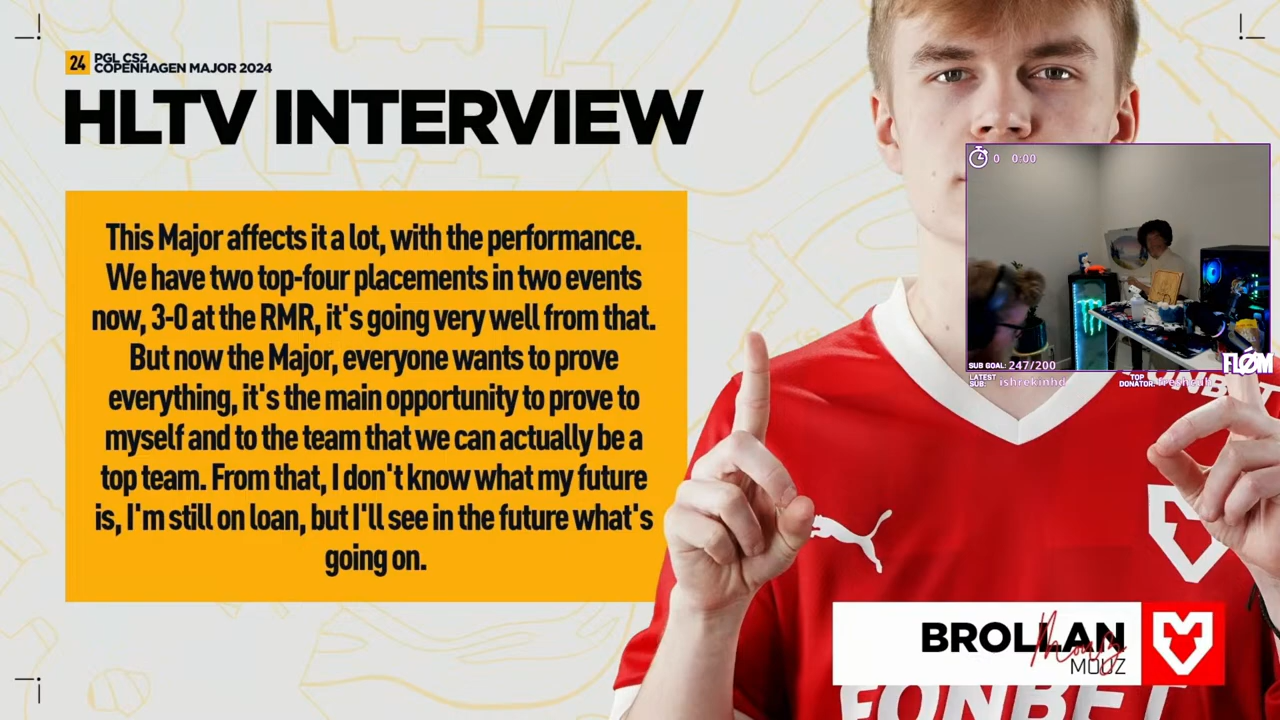 24 PGL CS2
COPENHAGEN MAJOR 2024
HLTV INTERVIEW
This Major affects it a lot, with the performance.
We have two top-four placements in two events
now, 3-0 at the RMR, it's going very well from that.
But now the Major, everyone wants to prove
everything, it's the main opportunity to prove to
myself and to the team that we can actually be a
top team. From that, I don't know what my future
is, I'm still on loan, but I'll see in the future what's
going on.
0 0:00
SUB GOAL: 247/200
LATEST SUB: ishrekinhd
TOP DONATOR:
FLØM
FONBET
BROLLAN
MOUZ
FONBET